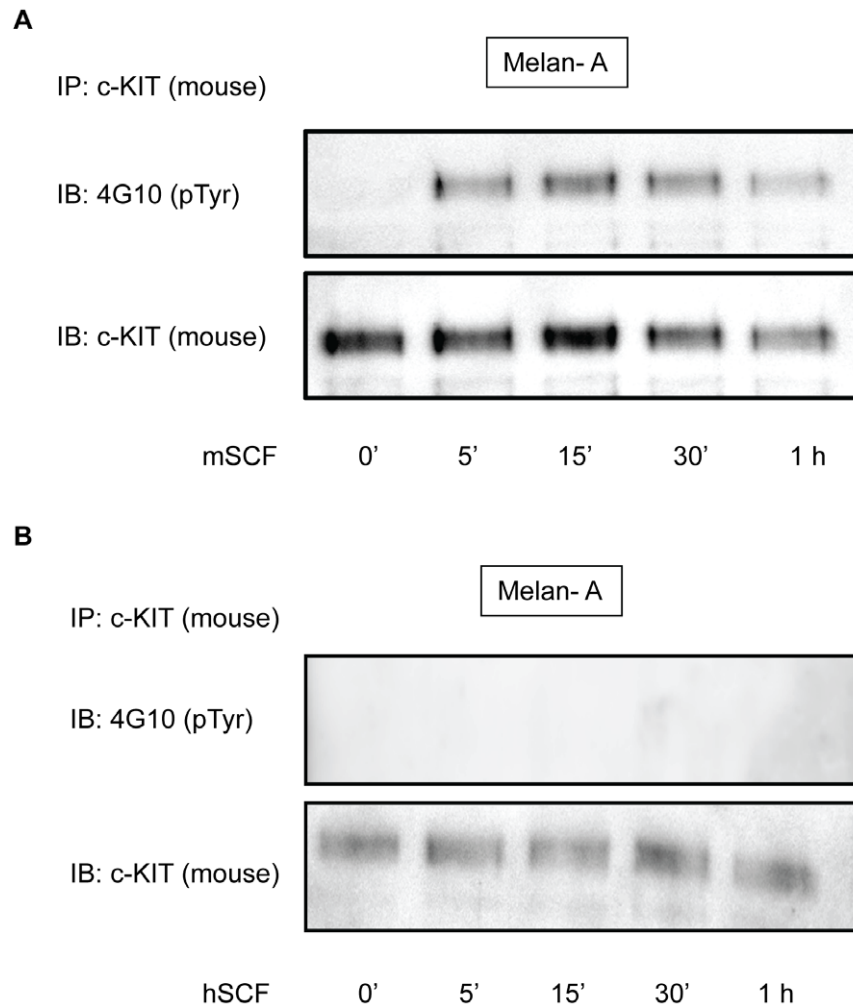 A
Melan- A
IP: c-KIT (mouse)
IB: 4G10 (pTyr)
IB: c-KIT (mouse)
mSCF 0’ 5’ 15’ 30’ 1 h
B
Melan- A
IP: c-KIT (mouse)
IB: 4G10 (pTyr)
IB: c-KIT (mouse)
hSCF 0’ 5’ 15’ 30’ 1 h